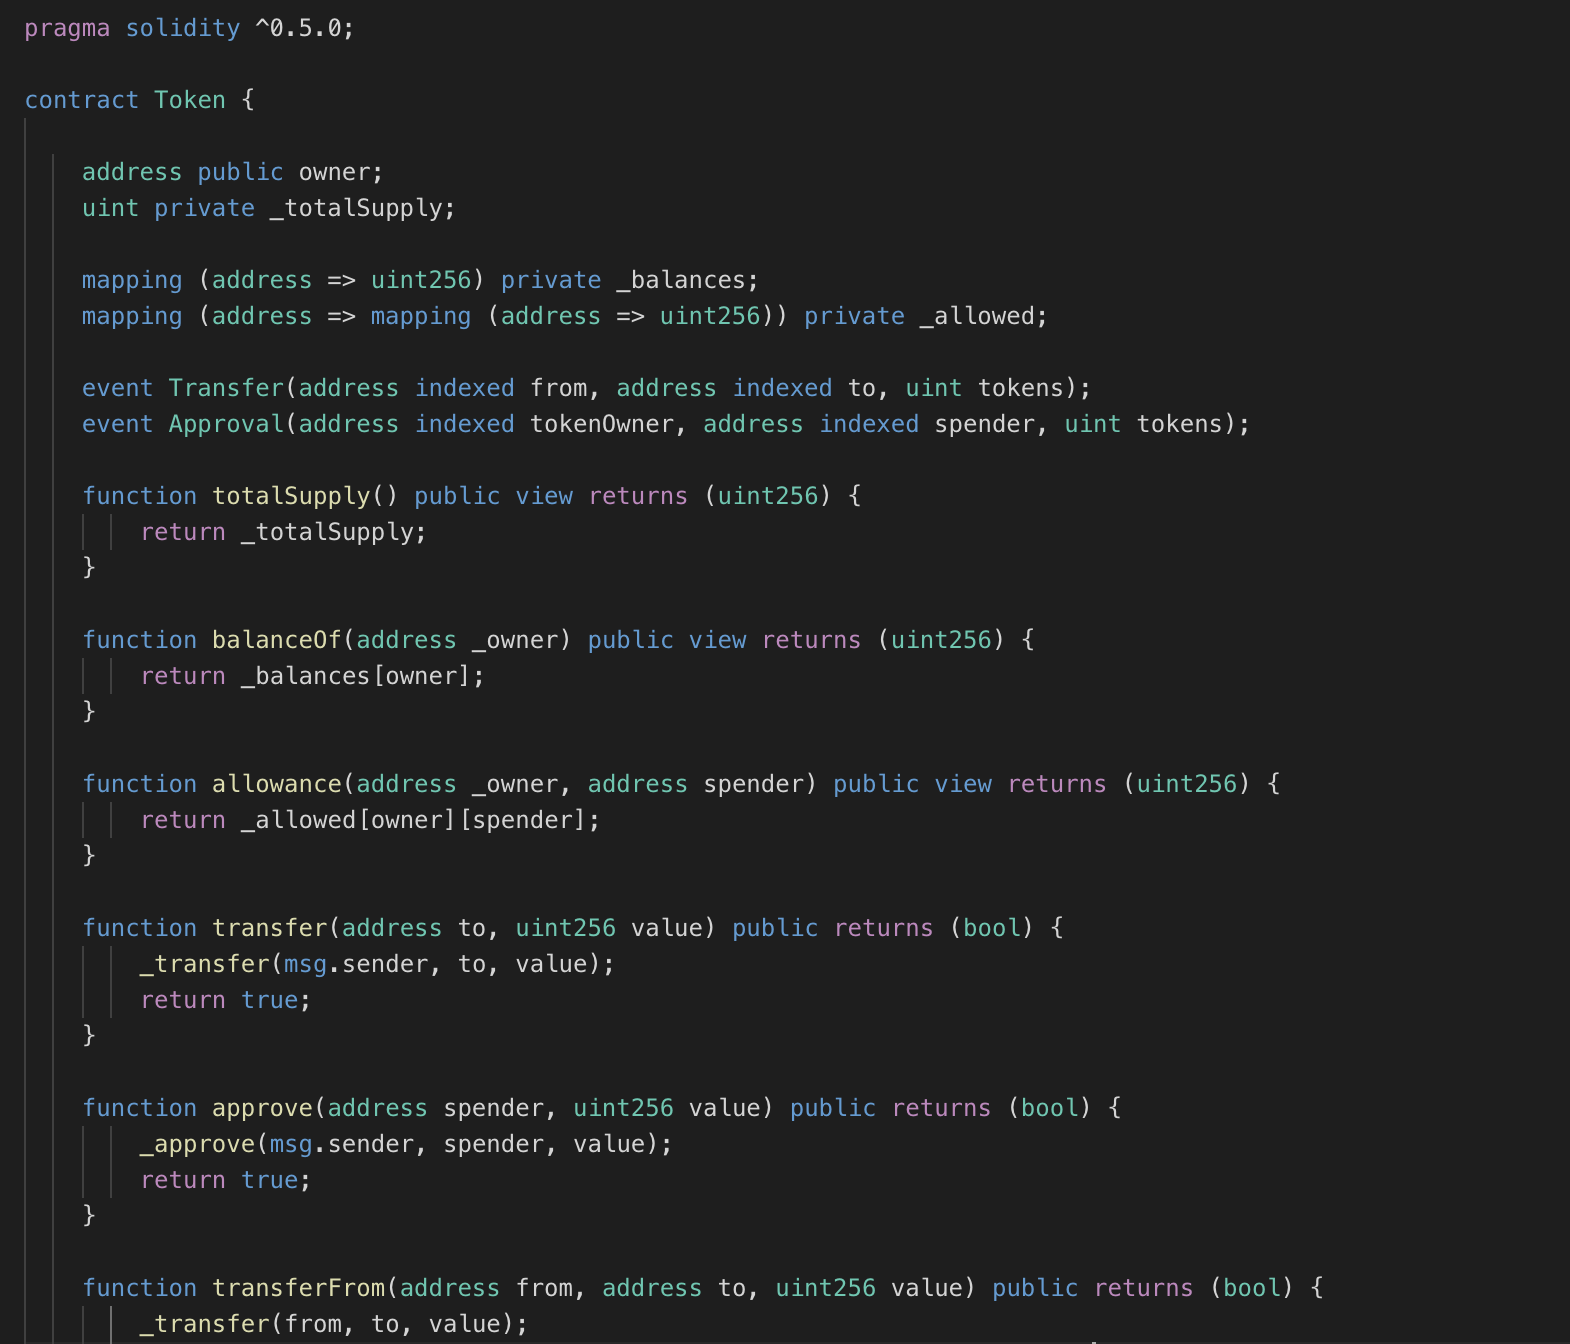 pragma solidity ^0.5.0;
contract Token {
address public owner;
uint private _totalSupply;
mapping (address => uint256) private _balances;
mapping (address => mapping (address => uint256)) private _allowed;
event Transfer(address indexed from, address indexed to, uint tokens);
event Approval(address indexed tokenOwner, address indexed spender, uint tokens);
function totalSupply() public view returns (uint256) {
return _totalSupply;
}
function balanceOf(address _owner) public view returns (uint256) {
return _balances[owner];
}
function allowance(address _owner, address spender) public view returns (uint256) {
return _allowed[owner][spender];
}
function transfer(address to, uint256 value) public returns (bool) {
_transfer(msg.sender, to, value);
return true;
}
function approve(address spender, uint256 value) public returns (bool) {
_approve(msg.sender, spender, value);
return true;
}
function transferFrom(address from, address to, uint256 value) public returns (bool) {
_transfer(from, to, value);